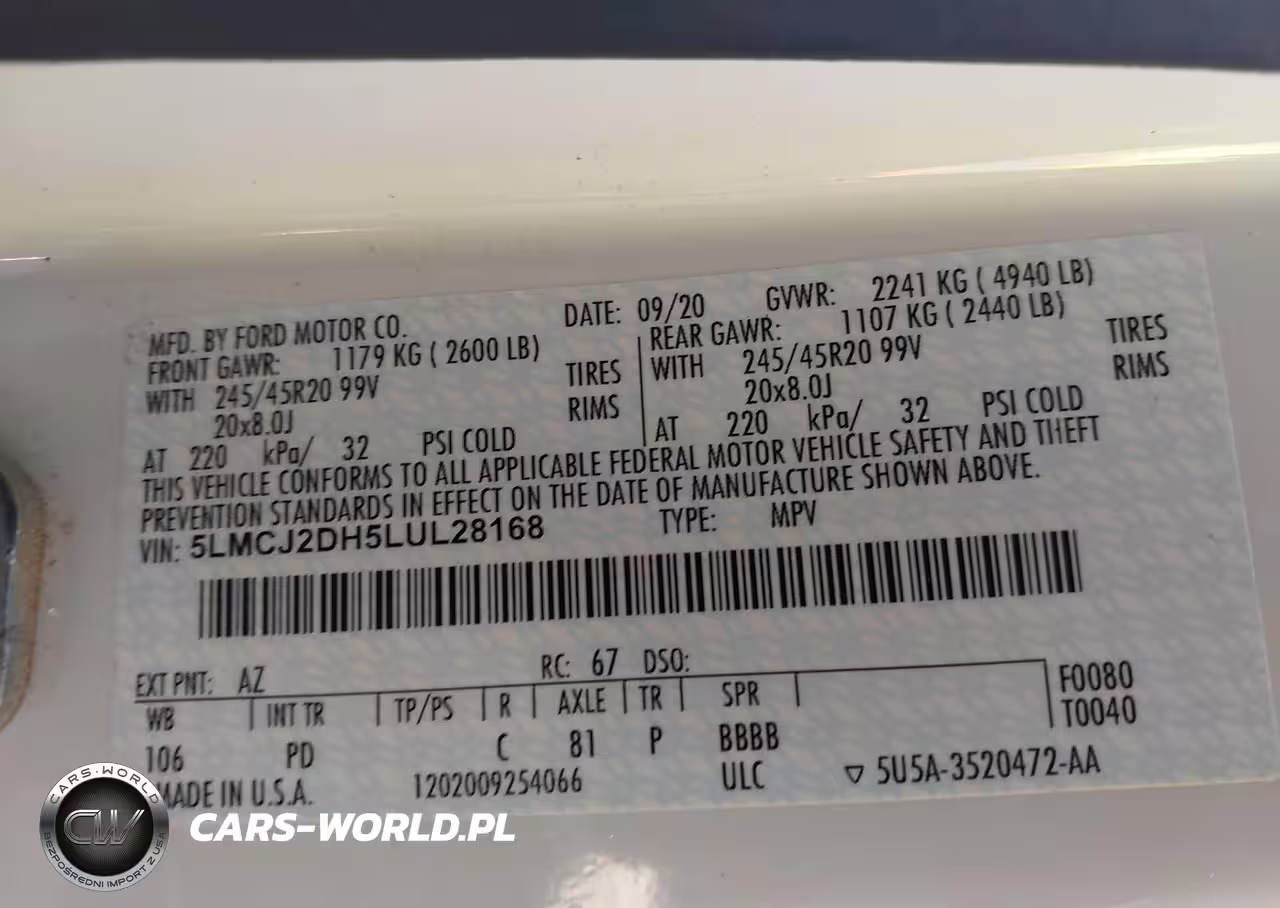 MFD. BY FORD MOTOR CO. DATE: 09/20 GVWR: 2241 KG ( 4940 LB)
FRONT GAWR: 1179 KG ( 2600 LB) REAR GAWR: 1107 KG ( 2440 LB)
WITH 245/45R20 99V TIRES WITH 245/45R20 99V TIRES
20x8.0J RIMS 20x8.0J RIMS
AT 220 kPa/ 32 PSI COLD AT 220 kPa/ 32 PSI COLD
THIS VEHICLE CONFORMS TO ALL APPLICABLE FEDERAL MOTOR VEHICLE SAFETY AND THEFT
PREVENTION STANDARDS IN EFFECT ON THE DATE OF MANUFACTURE SHOWN ABOVE.
VIN: 5LMCJ2DH5LUL28168 TYPE: MPV
EXT PNT: AZ RC: 67 DSO:
WB INT TR TP/PS R AXLE TR SPR F0080
T0040
106 PD C 81 P BBBB
MADE IN U.S.A. 1202009254066 ULC ▽ 5U5A-3520472-AA
CARS-WORLD
CW
BEZPOŚREDNI IMPORT Z USA
CARS-WORLD.PL